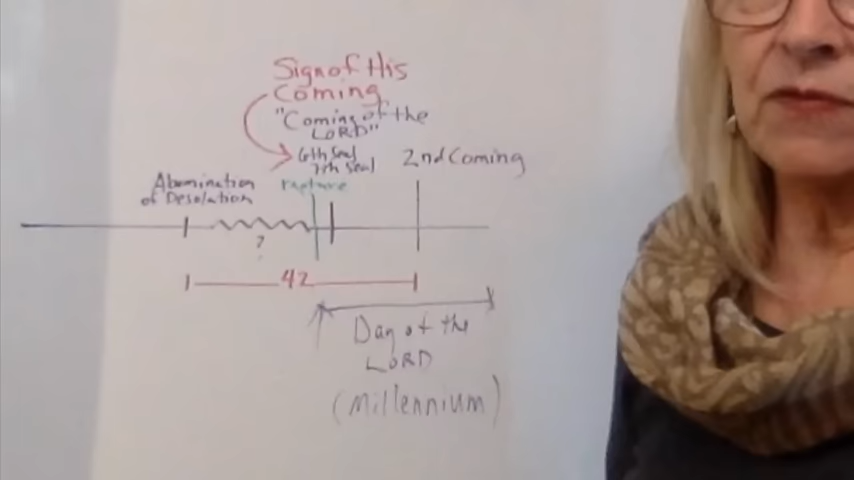 Sign of His
Coming
"Coming of the
LORD"
6th Seal
7th Seal
2nd Coming
Abomination
of Desolation
rapture
?
42
Day of the
LORD
(Millennium)